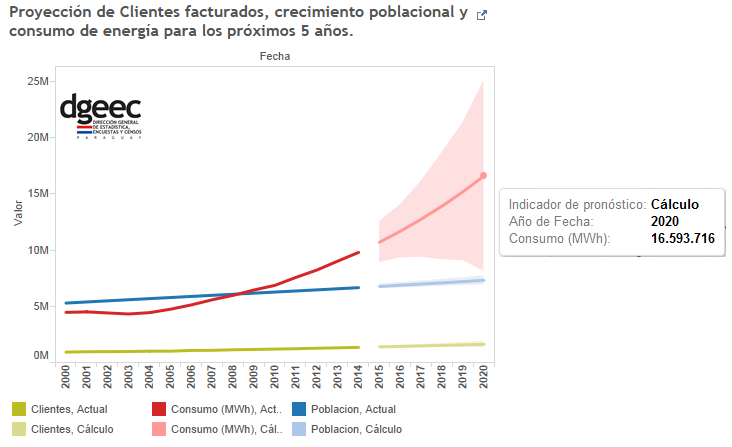 Proyección de Clientes facturados, crecimiento poblacional y
consumo de energía para los próximos 5 años.
Fecha
25M
20M
15M
10M
5M
0M
Valor
dgeec
DIRECCIÓN GENERAL
DE ESTADÍSTICA,
ENCUESTAS Y CENSOS
PARAGUAY
Indicador de pronóstico: Cálculo
Año de Fecha: 2020
Consumo (MWh): 16.593.716
2000 2001 2002 2003 2004 2005 2006 2007 2008 2009 2010 2011 2012 2013 2014 2015 2016 2017 2018 2019 2020
Clientes, Actual
Consumo (MWh), Act..
Poblacion, Actual
Clientes, Cálculo
Consumo (MWh), Cál..
Poblacion, Cálculo